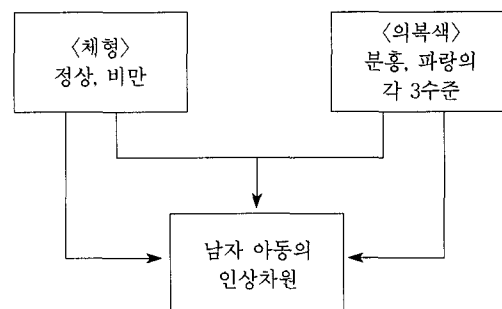 〈체형〉
정상, 비만
〈의복색〉
분홍, 파랑의
각 3수준
남자 아동의
인상차원